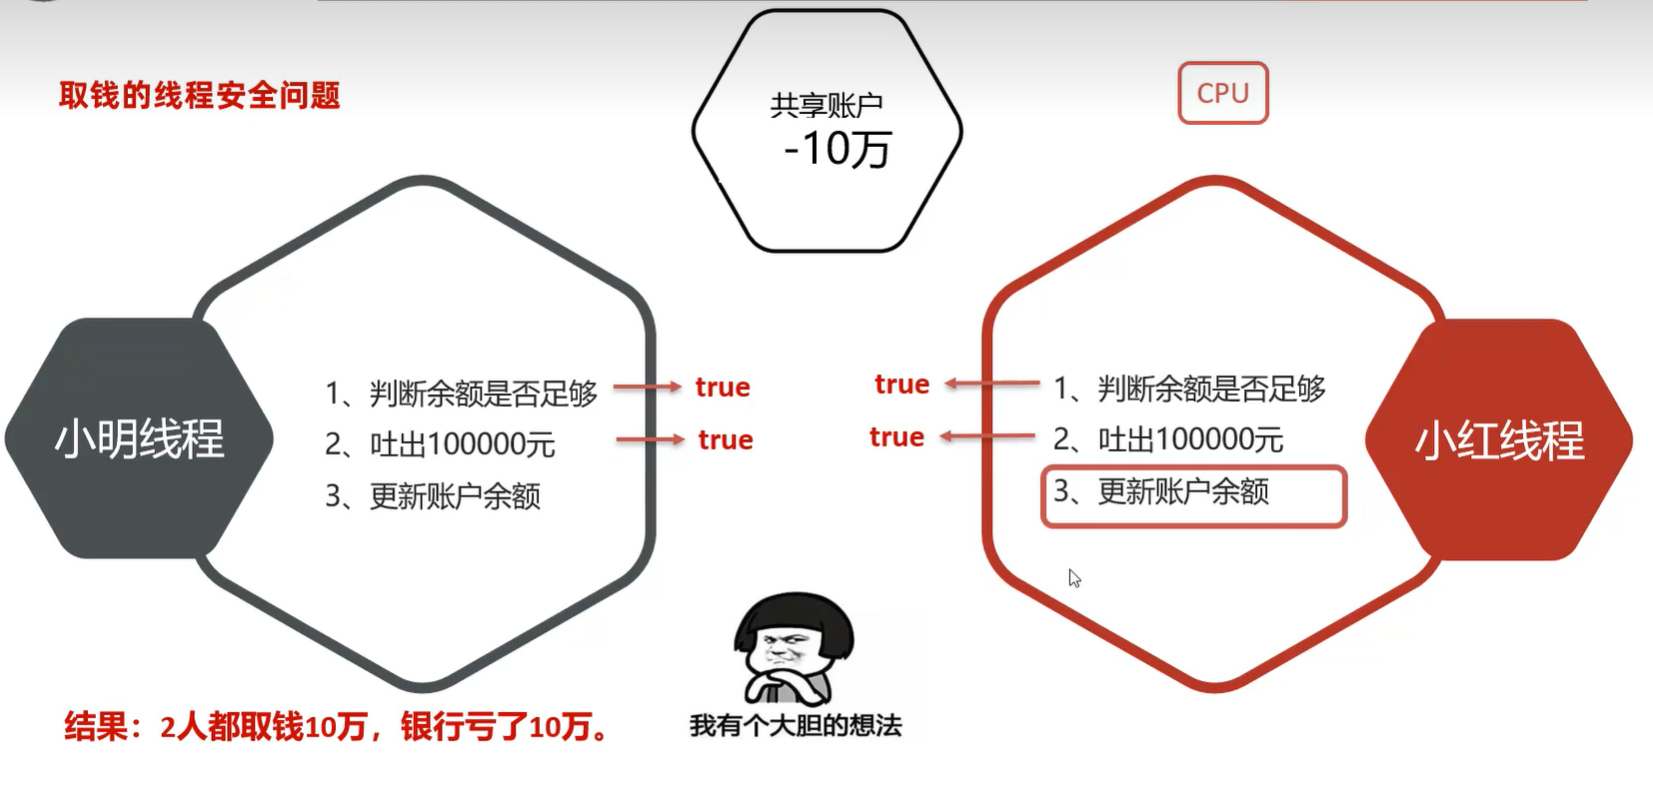 取钱的线程安全问题
共享账户
-10万
CPU
小明线程
1、判断余额是否足够
true
2、吐出100000元
true
3、更新账户余额
true
1、判断余额是否足够
true
2、吐出100000元
3、更新账户余额
小红线程
结果：2人都取钱10万，银行亏了10万。
我有个大胆的想法